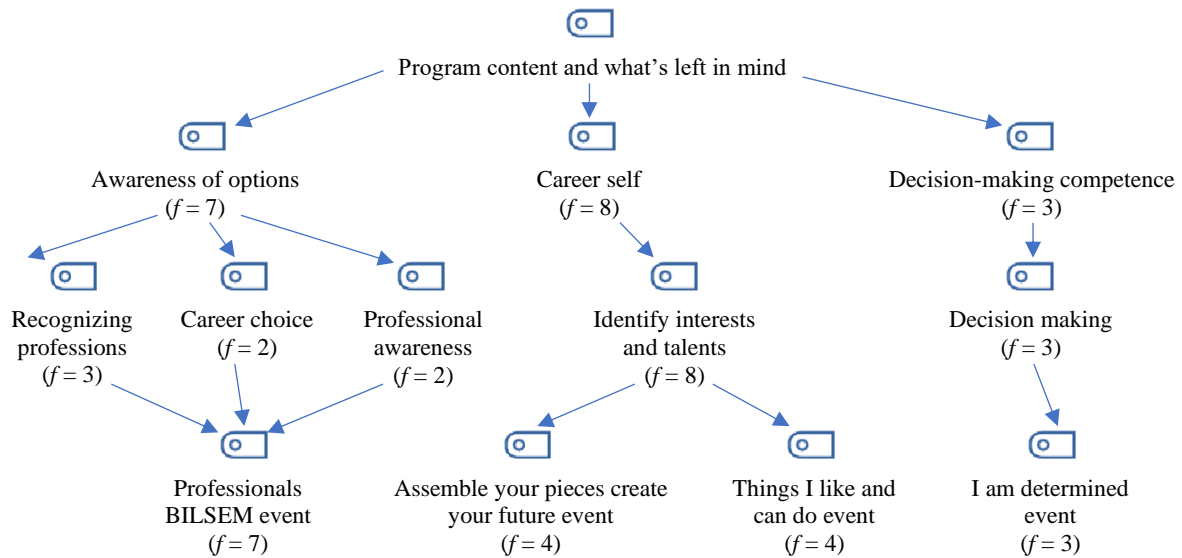 Program content and what's left in mind
Awareness of options
(f = 7)
Career self
(f = 8)
Decision-making competence
(f = 3)
Recognizing
professions
(f = 3)
Career choice
(f = 2)
Professional
awareness
(f = 2)
Identify interests
and talents
(f = 8)
Decision making
(f = 3)
Professionals
BILSEM event
(f = 7)
Assemble your pieces create
your future event
(f = 4)
Things I like and
can do event
(f = 4)
I am determined
event
(f = 3)